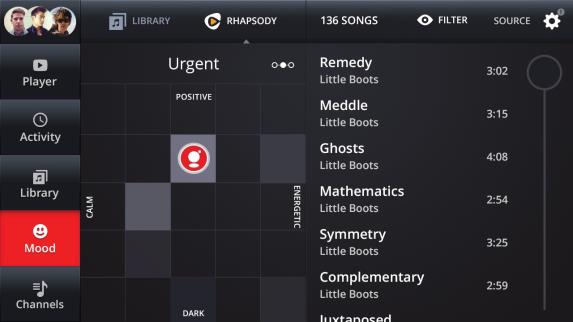 LIBRARY
RHAPSODY
136 SONGS
FILTER
SOURCE
Player
Activity
Library
Mood
Channels
Urgent
POSITIVE
CALM
ENERGETIC
DARK
Remedy
Little Boots
3:02
Meddle
Little Boots
3:15
Ghosts
Little Boots
4:08
Mathematics
Little Boots
2:54
Symmetry
Little Boots
3:25
Complementary
Little Boots
2:59
Juxtaposed